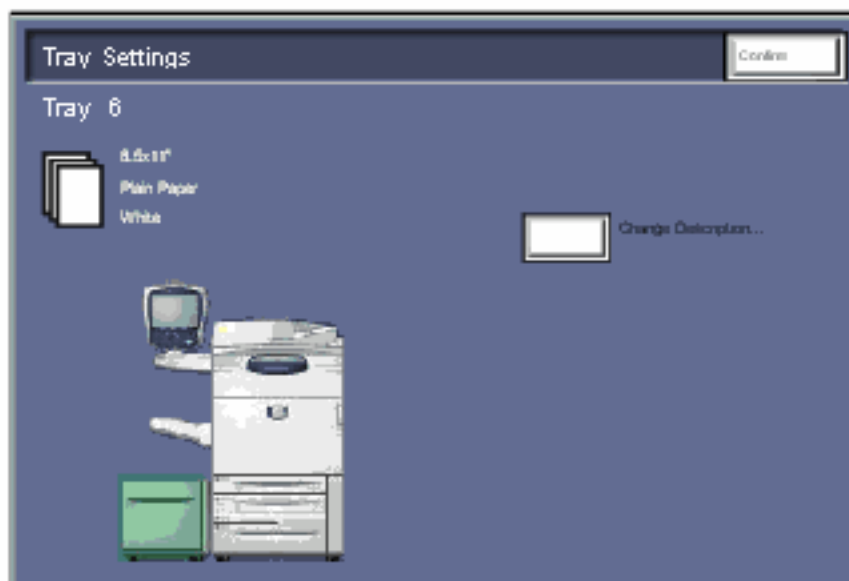 Tray Settings
Confirm
Tray 6
8.5x11"
Plain Paper
White
Change Description...